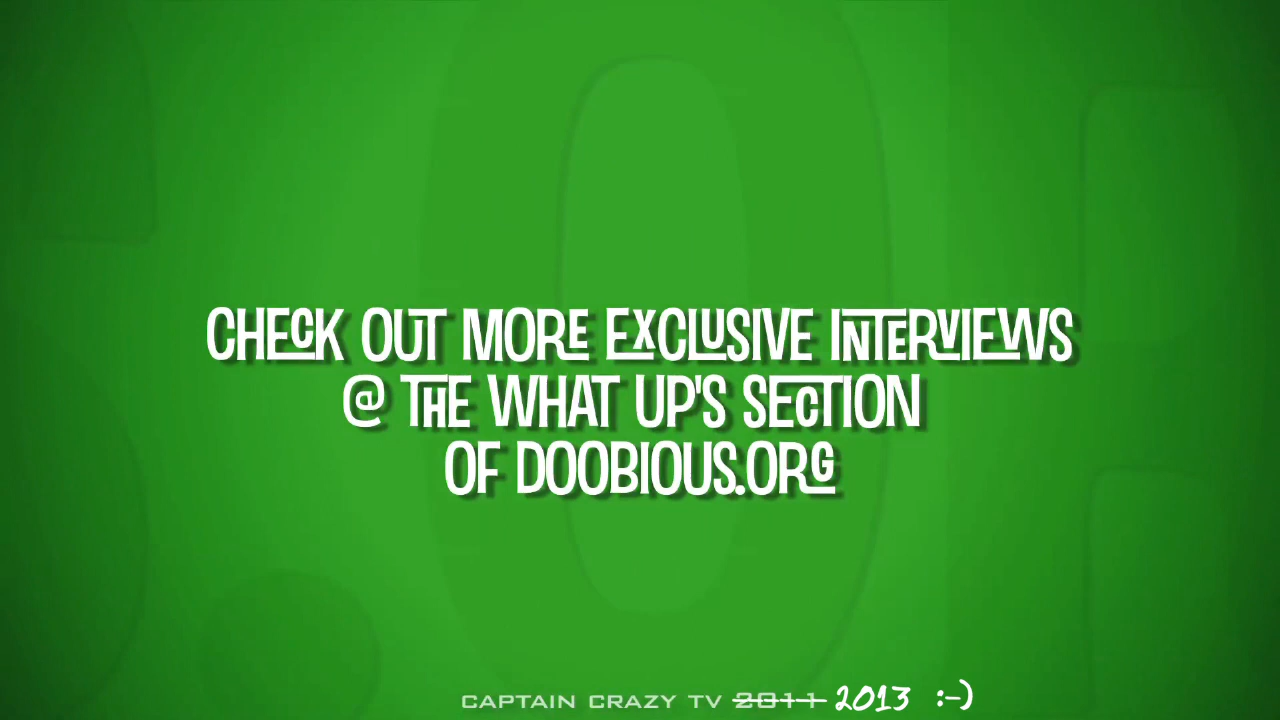 CHECK OUT MORE EXCLUSIVE INTERVIEWS
@ THE WHAT UP'S SECTION
OF DOOBIOUS.ORG
CAPTAIN CRAZY TV 2011 2013 :-)